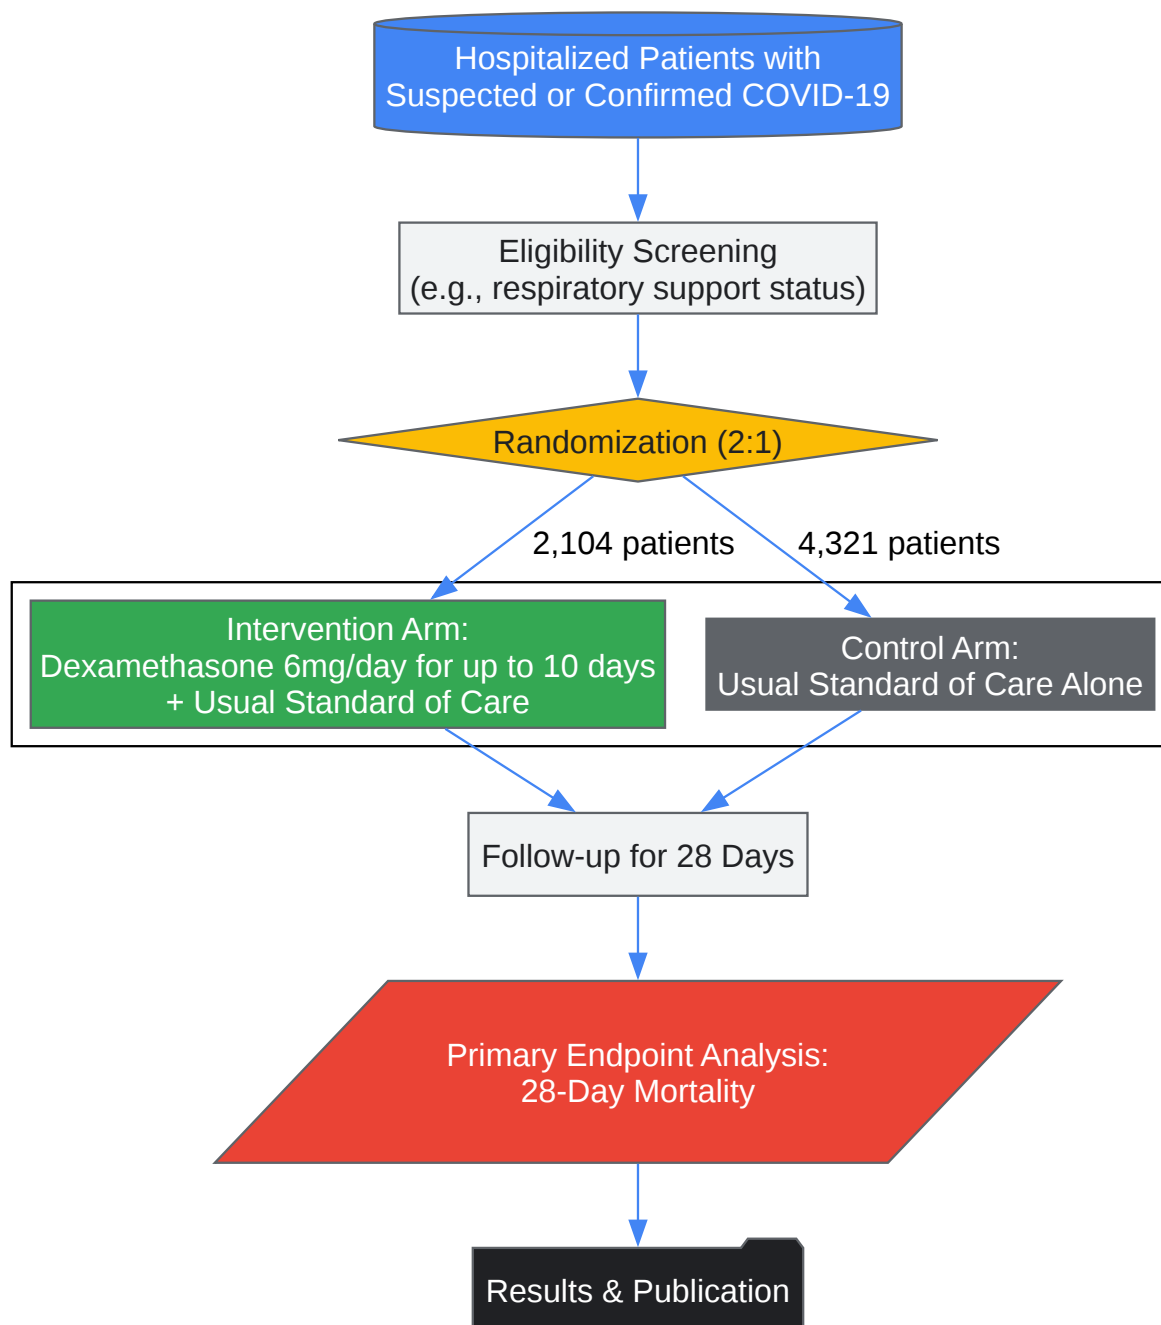 Hospitalized Patients with
Suspected or Confirmed COVID-19
Eligibility Screening
(e.g., respiratory support status)
Randomization (2:1)
2,104 patients
4,321 patients
Intervention Arm:
Dexamethasone 6mg/day for up to 10 days
+ Usual Standard of Care
Control Arm:
Usual Standard of Care Alone
Follow-up for 28 Days
Primary Endpoint Analysis:
28-Day Mortality
Results & Publication